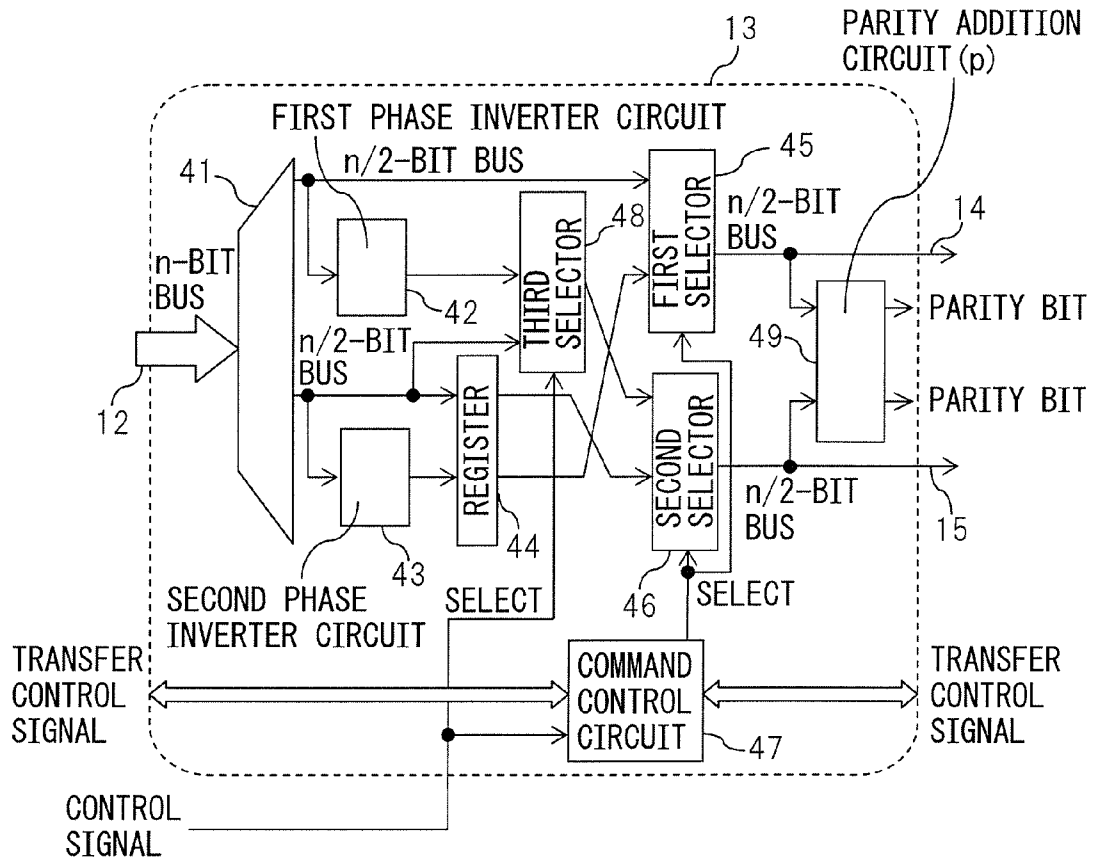 13
PARITY ADDITION
CIRCUIT(p)
FIRST PHASE INVERTER CIRCUIT
41
n/2-BIT BUS
45
48
n/2-BIT
BUS
14
n-BIT
BUS
42
THIRD
SELECTOR
FIRST
SELECTOR
PARITY BIT
49
n/2-BIT
BUS
12
PARITY BIT
REGISTER
SECOND
SELECTOR
n/2-BIT
BUS
15
43
44
46
SELECT
SELECT
SECOND PHASE
INVERTER CIRCUIT
TRANSFER
CONTROL
SIGNAL
COMMAND
CONTROL
CIRCUIT
47
TRANSFER
CONTROL
SIGNAL
CONTROL
SIGNAL